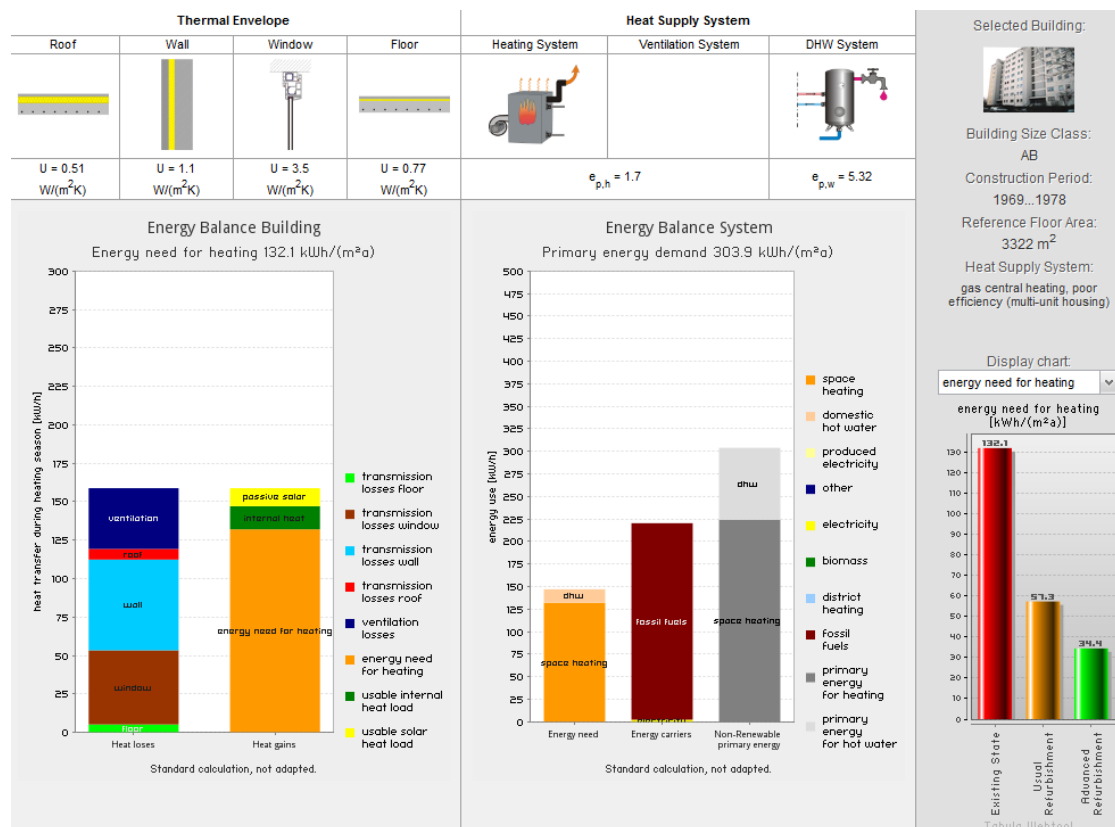 Thermal Envelope
Heat Supply System
Roof
Wall
Window
Floor
Heating System
Ventilation System
DHW System
U = 0.51
W/(m²K)
U = 1.1
W/(m²K)
U = 3.5
W/(m²K)
U = 0.77
W/(m²K)
e p,h = 1.7
e p,w = 5.32
Energy Balance Building
Energy need for heating 132.1 kWh/(m²a)
heat transfer during heating season [kW/h]
300
275
250
225
200
175
150
125
100
75
50
25
0
ventilation
roof
wall
window
floor
passive solar
internal heat
energy need for heating
Heat loses
Heat gains
transmission
losses floor
transmission
losses window
transmission
losses wall
transmission
losses roof
ventilation
losses
energy need
for heating
usable internal
heat load
usable solar
heat load
Standard calculation, not adapted.
Energy Balance System
Primary energy demand 303.9 kWh/(m²a)
energy use [kW/h]
500
475
450
425
400
375
350
325
300
275
250
225
200
175
150
125
100
75
50
25
0
dhw
space heating
fossil fuels
dhw
space heating
Energy need
Energy carriers
Non-Renewable
primary energy
space
heating
domestic
hot water
produced
electricity
other
electricity
biomass
district
heating
fossil
fuels
primary
energy
for heating
primary
energy
for hot water
Standard calculation, not adapted.
Selected Building:
Building Size Class:
AB
Construction Period:
1969...1978
Reference Floor Area:
3322 m²
Heat Supply System:
gas central heating, poor
efficiency (multi-unit housing)
Display chart:
energy need for heating
energy need for heating
[kWh/(m²a)]
130
120
110
100
90
80
70
60
50
40
30
20
10
0
132.1
57.3
34.4
Existing State
Usual
Refurbishment
Advanced
Refurbishment
Tabula Webtool